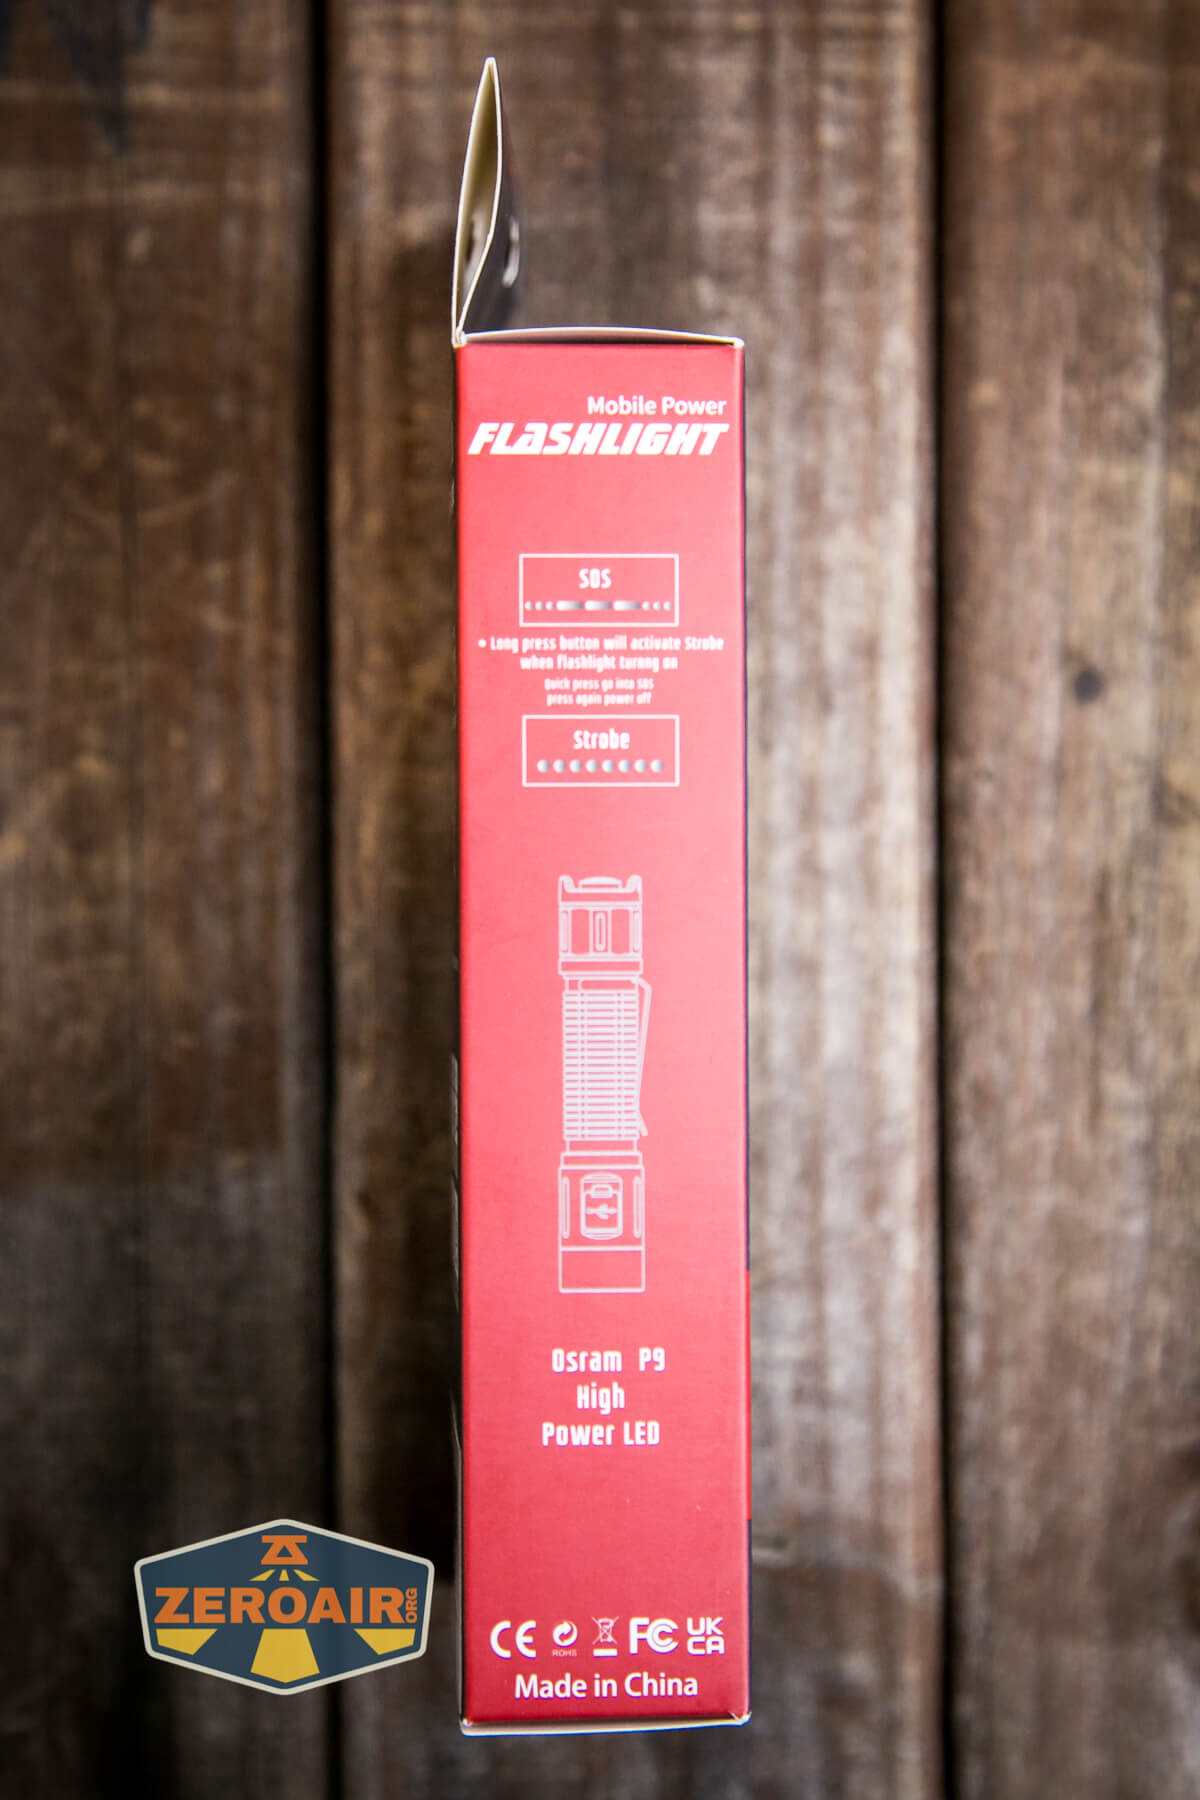 Mobile Power
FLASHLIGHT
SOS
• Long press button will activate Strobe
when flashlight turnng on
Quick press go into SOS
press again power off
Strobe
Osram P9
High
Power LED
CE ROHS FC UK
CA
Made in China
ZEROAIR.ORG